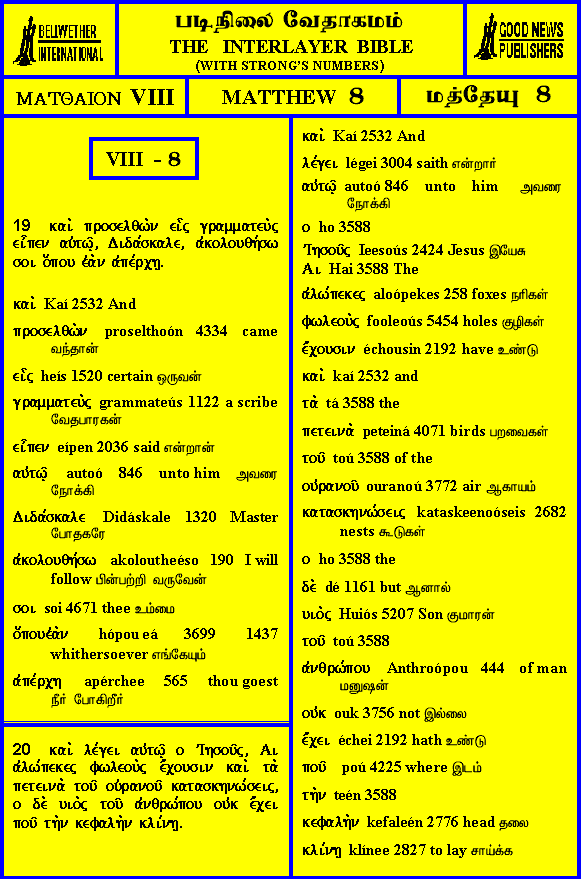 BELLWETHER
INTERNATIONAL
படிநிலை வேதாகமம்
THE INTERLAYER BIBLE
(WITH STRONG'S NUMBERS)
GOOD NEWS
PUBLISHERS
ΜΑΤΘΑΙΟΝ VIII
MATTHEW 8
மத்தேயு 8
VIII - 8
19 καὶ προσελθὼν εἷς γραμματεὺς
εἶπεν αὐτῷ, Διδάσκαλε, ἀκολουθήσω
σοι ὅπου ἐὰν ἀπέρχῃ.
καὶ Kaí 2532 And
προσελθὼν proselthoón 4334 came
வந்தான்
εἷς heís 1520 certain ஒருவன்
γραμματεὺς grammateús 1122 a scribe
வேதபாரகன்
εἶπεν eípen 2036 said என்றான்
αὐτῷ autoó 846 unto him அவரை
நோக்கி
Διδάσκαλε Didáskale 1320 Master
போதகரே
ἀκολουθήσω akoloutheéso 190 I will
follow பின்பற்றி வருவேன்
σοι soi 4671 thee உம்மை
ὅπουἐὰν hópou eá 3699 1437
whithersoever எங்கேயும்
ἀπέρχη apérchee 565 thou goest
நீர் போகிறீர்
20 καὶ λέγει αὐτῷ ο Ἰησοῦς, Αι
ἀλώπεκες φωλεοὺς ἔχουσιν καὶ τὰ
πετεινὰ τοῦ οὐρανοῦ κατασκηνώσεις,
ο δὲ υιὸς τοῦ ἀνθρώπου οὐκ ἔχει
ποῦ τὴν κεφαλὴν κλίνῃ.
καὶ Kaí 2532 And
λέγει légei 3004 saith என்றார்
αὐτῷ autoó 846 unto him அவரை
நோக்கி
ο ho 3588
Ἰησοῦς Ieesoús 2424 Jesus இயேசு
Αι Hai 3588 The
ἀλώπεκες aloópekes 258 foxes நரிகள்
φωλεοὺς fooleoús 5454 holes குழிகள்
ἔχουσιν échousin 2192 have உண்டு
καὶ kaí 2532 and
τὰ tá 3588 the
πετεινὰ peteiná 4071 birds பறவைகள்
τοῦ toú 3588 of the
οὐρανοῦ ouranoú 3772 air ஆகாயம்
κατασκηνώσεις kataskeenoóseis 2682
nests கூடுகள்
ο ho 3588 the
δὲ dé 1161 but ஆனால்
υιὸς Huiós 5207 Son குமாரன்
τοῦ toú 3588
ἀνθρώπου Anthroópou 444 of man
மனுஷன்
οὐκ ouk 3756 not இல்லை
ἔχει échei 2192 hath உண்டு
ποῦ poú 4225 where இடம்
τὴν teén 3588
κεφαλὴν kefaleén 2776 head தலை
κλίνῃ klínee 2827 to lay சாய்க்க